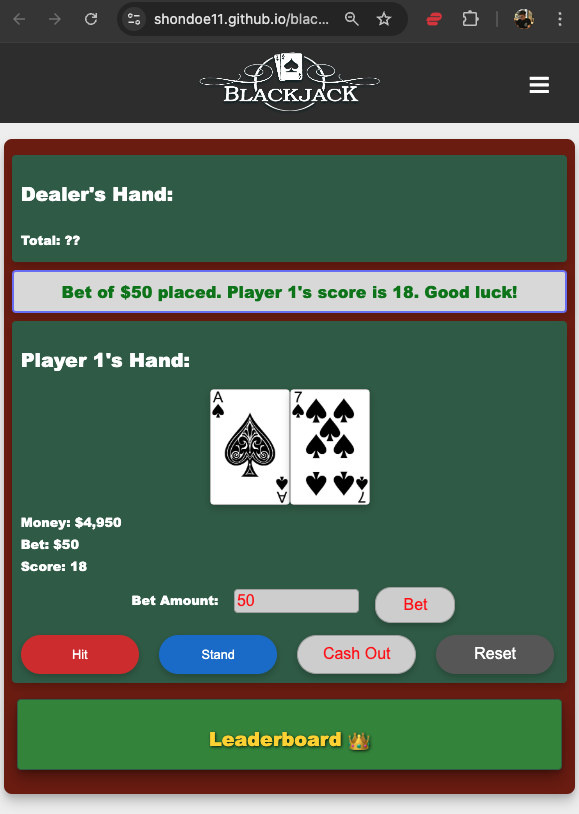 shondoe11.github.io/blac...
BLACKJACK
Dealer's Hand:
Total: ??
Bet of $50 placed. Player 1's score is 18. Good luck!
Player 1's Hand:
A 7
A 7
Money: $4,950
Bet: $50
Score: 18
Bet Amount: 50 Bet
Hit Stand Cash Out Reset
Leaderboard 👑